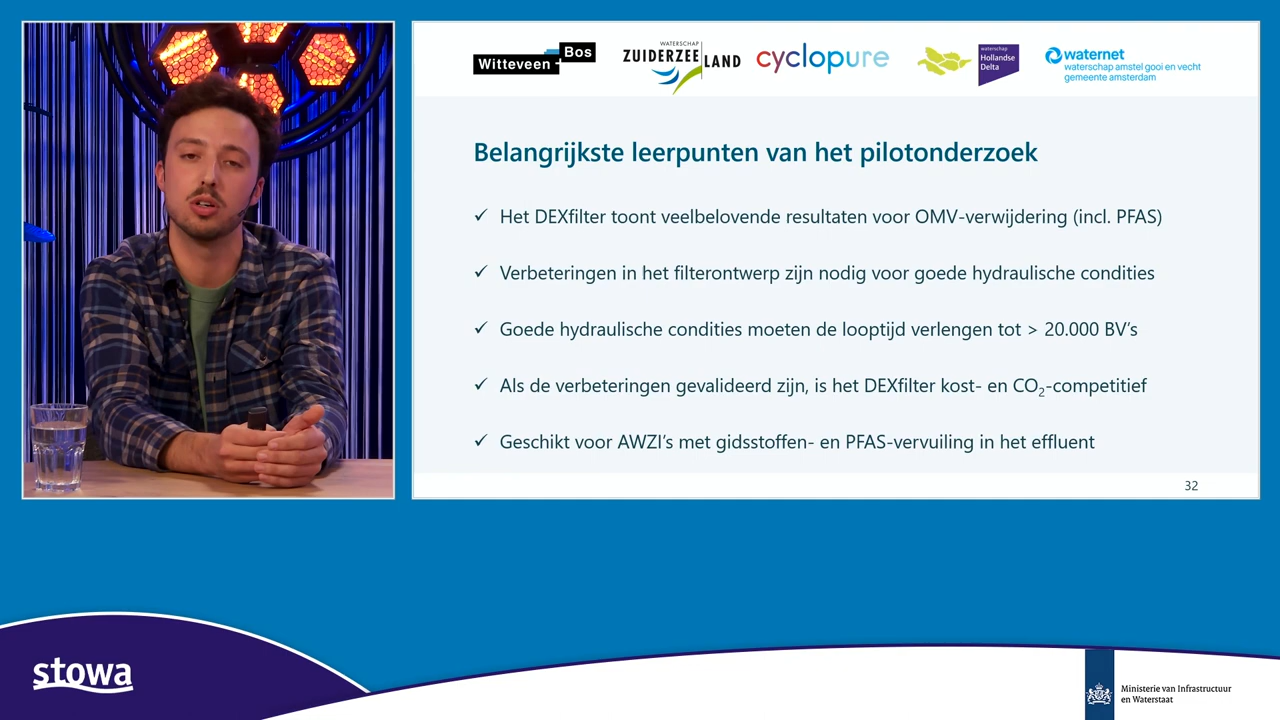 Witteveen + Bos
WATERSCHAP
ZUIDERZEELAND
cyclopure
waterschap
Hollandse
Delta
waternet
waterschap amstel gooi en vecht
gemeente amsterdam
Belangrijkste leerpunten van het pilotonderzoek
✓ Het DEXfilter toont veelbelovende resultaten voor OMV-verwijdering (incl. PFAS)
✓ Verbeteringen in het filterontwerp zijn nodig voor goede hydraulische condities
✓ Goede hydraulische condities moeten de looptijd verlengen tot > 20.000 BV's
✓ Als de verbeteringen gevalideerd zijn, is het DEXfilter kost- en CO₂-competitief
✓ Geschikt voor AWZI's met gidsstoffen- en PFAS-vervuiling in het effluent
32
stowa
Ministerie van Infrastructuur
en Waterstaat